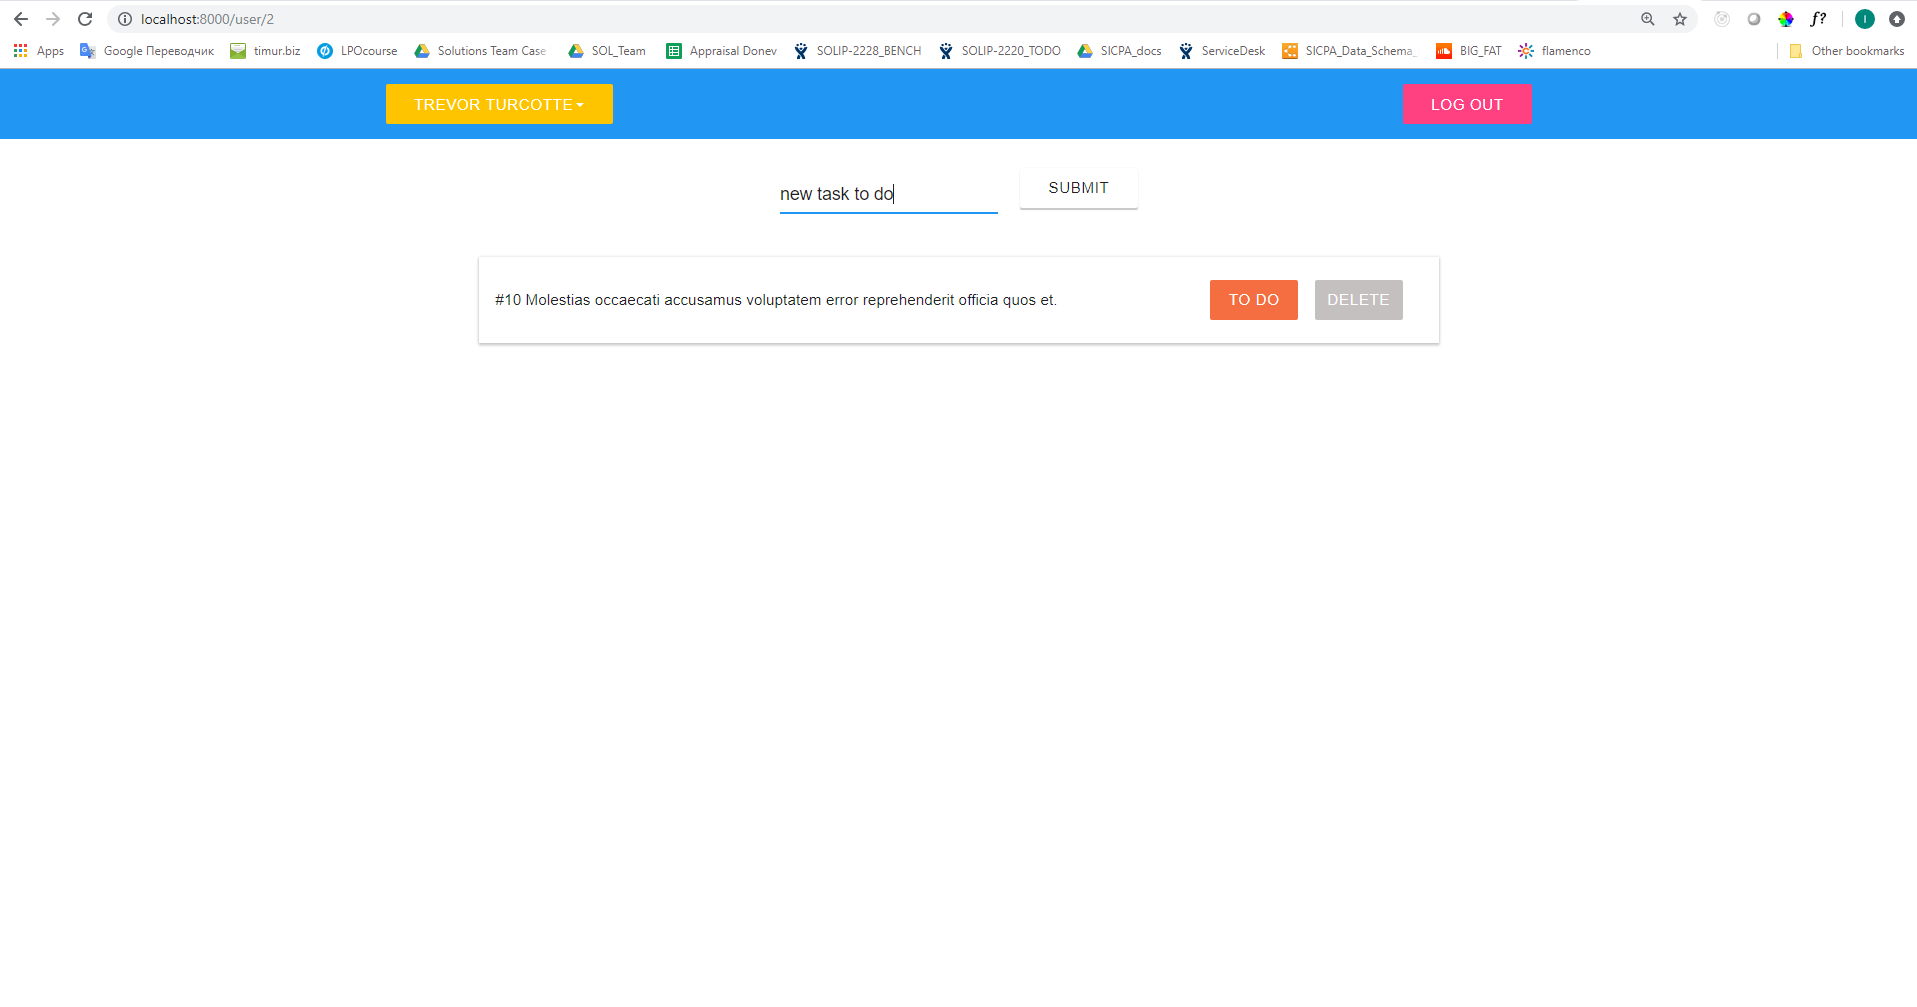 localhost:8000/user/2
f?
I
Apps
Google Переводчик
timur.biz
LPOcourse
Solutions Team Case
SOL_Team
Appraisal Donev
SOLIP-2228_BENCH
SOLIP-2220_TODO
SICPA_docs
ServiceDesk
SICPA_Data_Schema_
BIG_FAT
flamenco
Other bookmarks
TREVOR TURCOTTE
LOG OUT
new task to do
SUBMIT
#10 Molestias occaecati accusamus voluptatem error reprehenderit officia quos et.
TO DO
DELETE